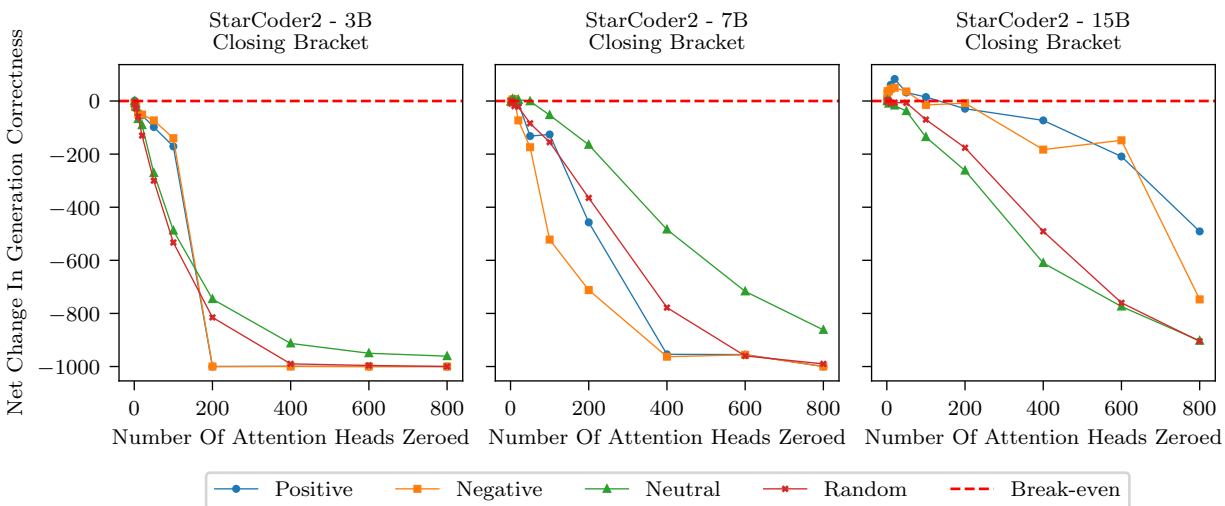 StarCoder2 - 3B
Closing Bracket
StarCoder2 - 7B
Closing Bracket
StarCoder2 - 15B
Closing Bracket
Net Change In Generation Correctness
0
−200
−400
−600
−800
−1000
0 200 400 600 800
0 200 400 600 800
0 200 400 600 800
Number Of Attention Heads Zeroed
Number Of Attention Heads Zeroed
Number Of Attention Heads Zeroed
Positive Negative Neutral Random Break-even